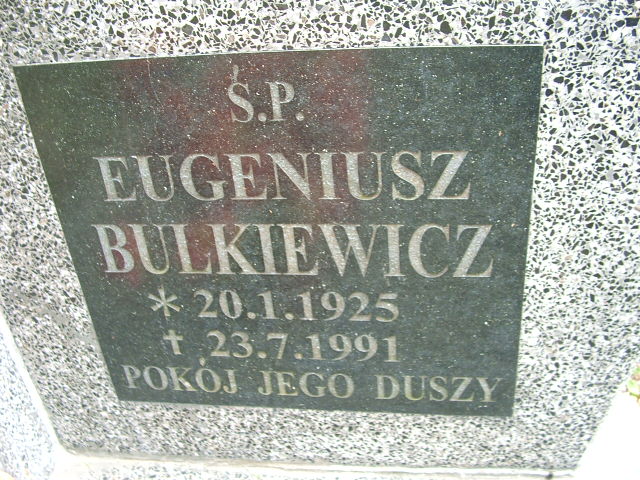 Ś.P.
EUGENIUSZ
BULKIEWICZ
* 20.1.1925
† 23.7.1991
POKÓJ JEGO DUSZY